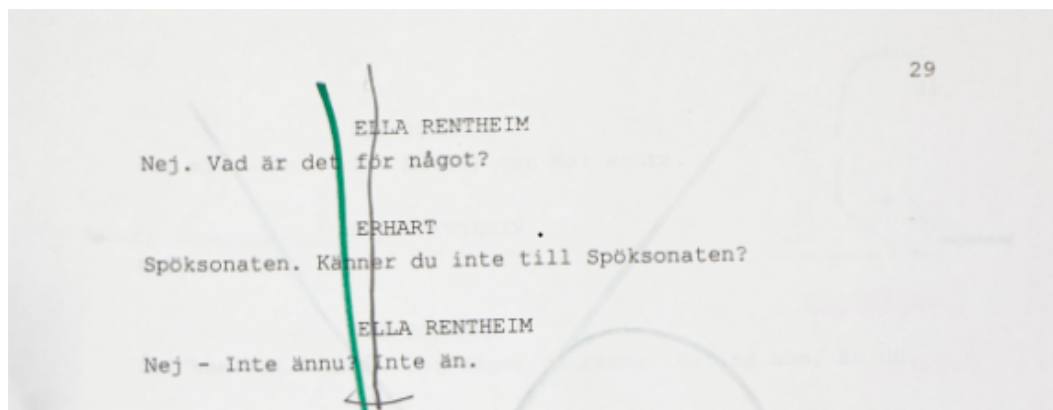 29
ELLA RENTHEIM
Nej. Vad är det för något?
ERHART
Spöksonaten. Känner du inte till Spöksonaten?
ELLA RENTHEIM
Nej - Inte ännu? Inte än.